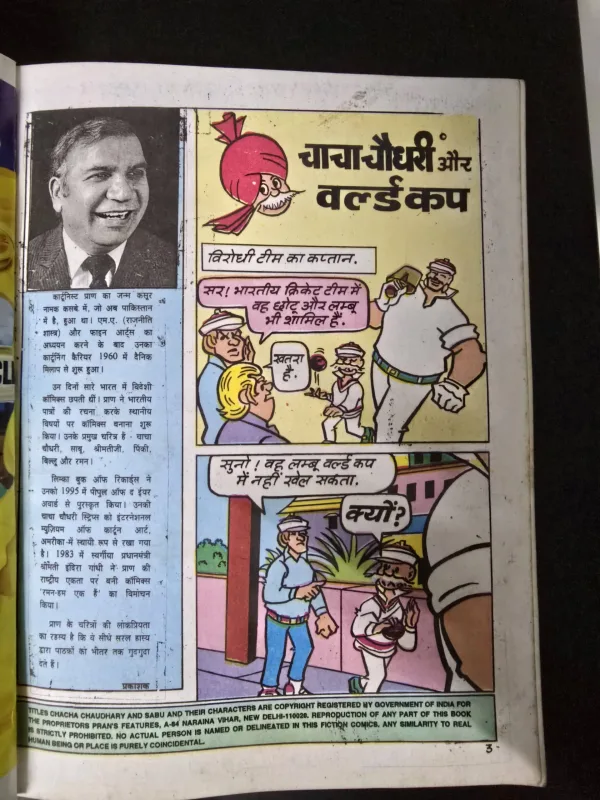 कार्टूनिस्ट प्राण का जन्म कसूर
नामक कसबे में, जो अब पाकिस्तान
में है, हुआ था। एम.ए. (राजनीति
शास्त्र) और फाइन आर्ट्स का
अध्ययन करने के बाद उनका
कार्टूनिंग कैरियर 1960 में दैनिक
मिलाप से शुरू हुआ।
उन दिनों सारे भारत में विदेशी
कॉमिक्स छपती थीं। प्राण ने भारतीय
पात्रों की रचना करके स्थानीय
विषयों पर कॉमिक्स बनाना शुरू
किया। उनके प्रमुख चरित्र हैं - चाचा
चौधरी, साबू, श्रीमतीजी, पिंकी,
बिल्लू और रमन।
लिम्का बुक ऑफ रिकार्ड्स ने
उनको 1995 में पीपुल ऑफ द ईयर
अवार्ड से पुरस्कृत किया। उनकी
चाचा चौधरी स्ट्रिप्स को इंटरनेशनल
म्यूज़ियम ऑफ कार्टून आर्ट,
अमरीका-में स्थायी रूप से रखा गया
है। 1983 में स्वर्गीया प्रधानमंत्री
श्रीमती इंदिरा गांधी ने प्राण की
राष्ट्रीय एकता पर बनी कॉमिक्स
'रमन-हम एक हैं' का विमोचन
किया।
प्राण के चरित्रों की लोकप्रियता
का रहस्य है कि वे सीधे सरल हास्य
द्वारा पाठकों को भीतर तक गुदगुदा
देते हैं।
प्रकाशक
चाचा चौधरी और
वर्ल्ड कप
विरोधी टीम का कप्तान.
सर! भारतीय क्रिकेट टीम में
वह छोटू और लम्बू
भी शामिल हैं.
खतरा
है.
सुनो! वह लम्बू वर्ल्ड कप
में नहीं खेल सकता.
क्यों?
TITLES CHACHA CHAUDHARY AND SABU AND THEIR CHARACTERS ARE COPYRIGHT REGISTERED BY GOVERNMENT OF INDIA FOR
THE PROPRIETORS PRAN'S FEATURES, A-84 NARAINA VIHAR, NEW DELHI-110028. REPRODUCTION OF ANY PART OF THIS BOOK
IS STRICTLY PROHIBITED. NO ACTUAL PERSON IS NAMED OR DELINEATED IN THIS FICTION COMICS. ANY SIMILARITY TO REAL
HUMAN BEING OR PLACE IS PURELY COINCIDENTAL.
3